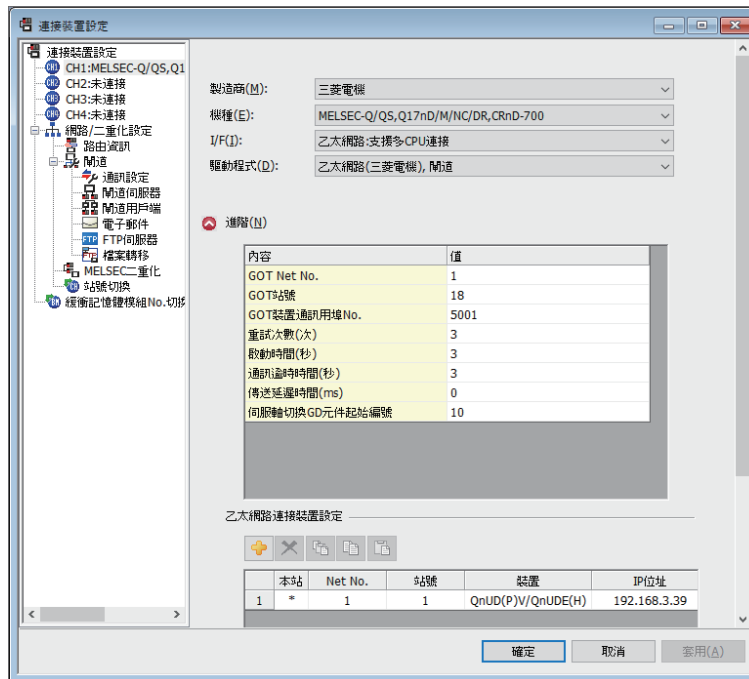 連接裝置設定
連接裝置設定
CH1:MELSEC-Q/QS,Q1
CH2:未連接
CH3:未連接
CH4:未連接
網路/二重化設定
路由資訊
閘道
通訊設定
閘道伺服器
閘道用戶端
電子郵件
FTP伺服器
檔案轉移
MELSEC二重化
站號切換
緩衝記憶體模組No.切換
製造商(M): 三菱電機
機種(E): MELSEC-Q/QS,Q17nD/M/NC/DR,CRnD-700
I/F(I): 乙太網路:支援多CPU連接
驅動程式(D): 乙太網路(三菱電機), 閘道
進階(N)
內容 值
GOT Net No. 1
GOT站號 18
GOT裝置通訊用埠No. 5001
重試次數(次) 3
啟動時間(秒) 3
通訊逾時時間(秒) 3
傳送延遲時間(ms) 0
伺服軸切換GD元件起始編號 10
乙太網路連接裝置設定
本站 Net No. 站號 裝置 IP位址
1 * 1 1 QnUD(P)V/QnUDE(H) 192.168.3.39
確定 取消 套用(A)